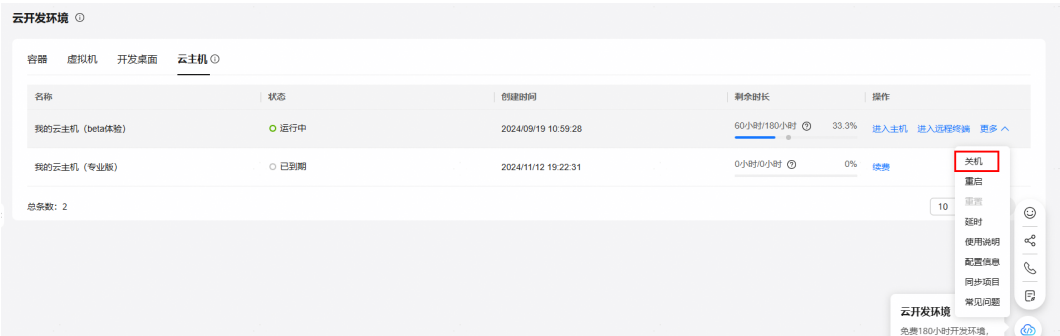 云开发环境
容器 虚拟机 开发桌面 云主机
名称 状态 创建时间 剩余时长 操作
我的云主机（beta体验） 运行中 2024/09/19 10:59:28 60小时/180小时 33.3% 进入主机 进入远程终端 更多
我的云主机（专业版） 已到期 2024/11/12 19:22:31 0小时/0小时 0% 续费
关机
重启
重置
总条数：2 10
延时
使用说明
配置信息
同步项目
常见问题
云开发环境
免费180小时开发环境，